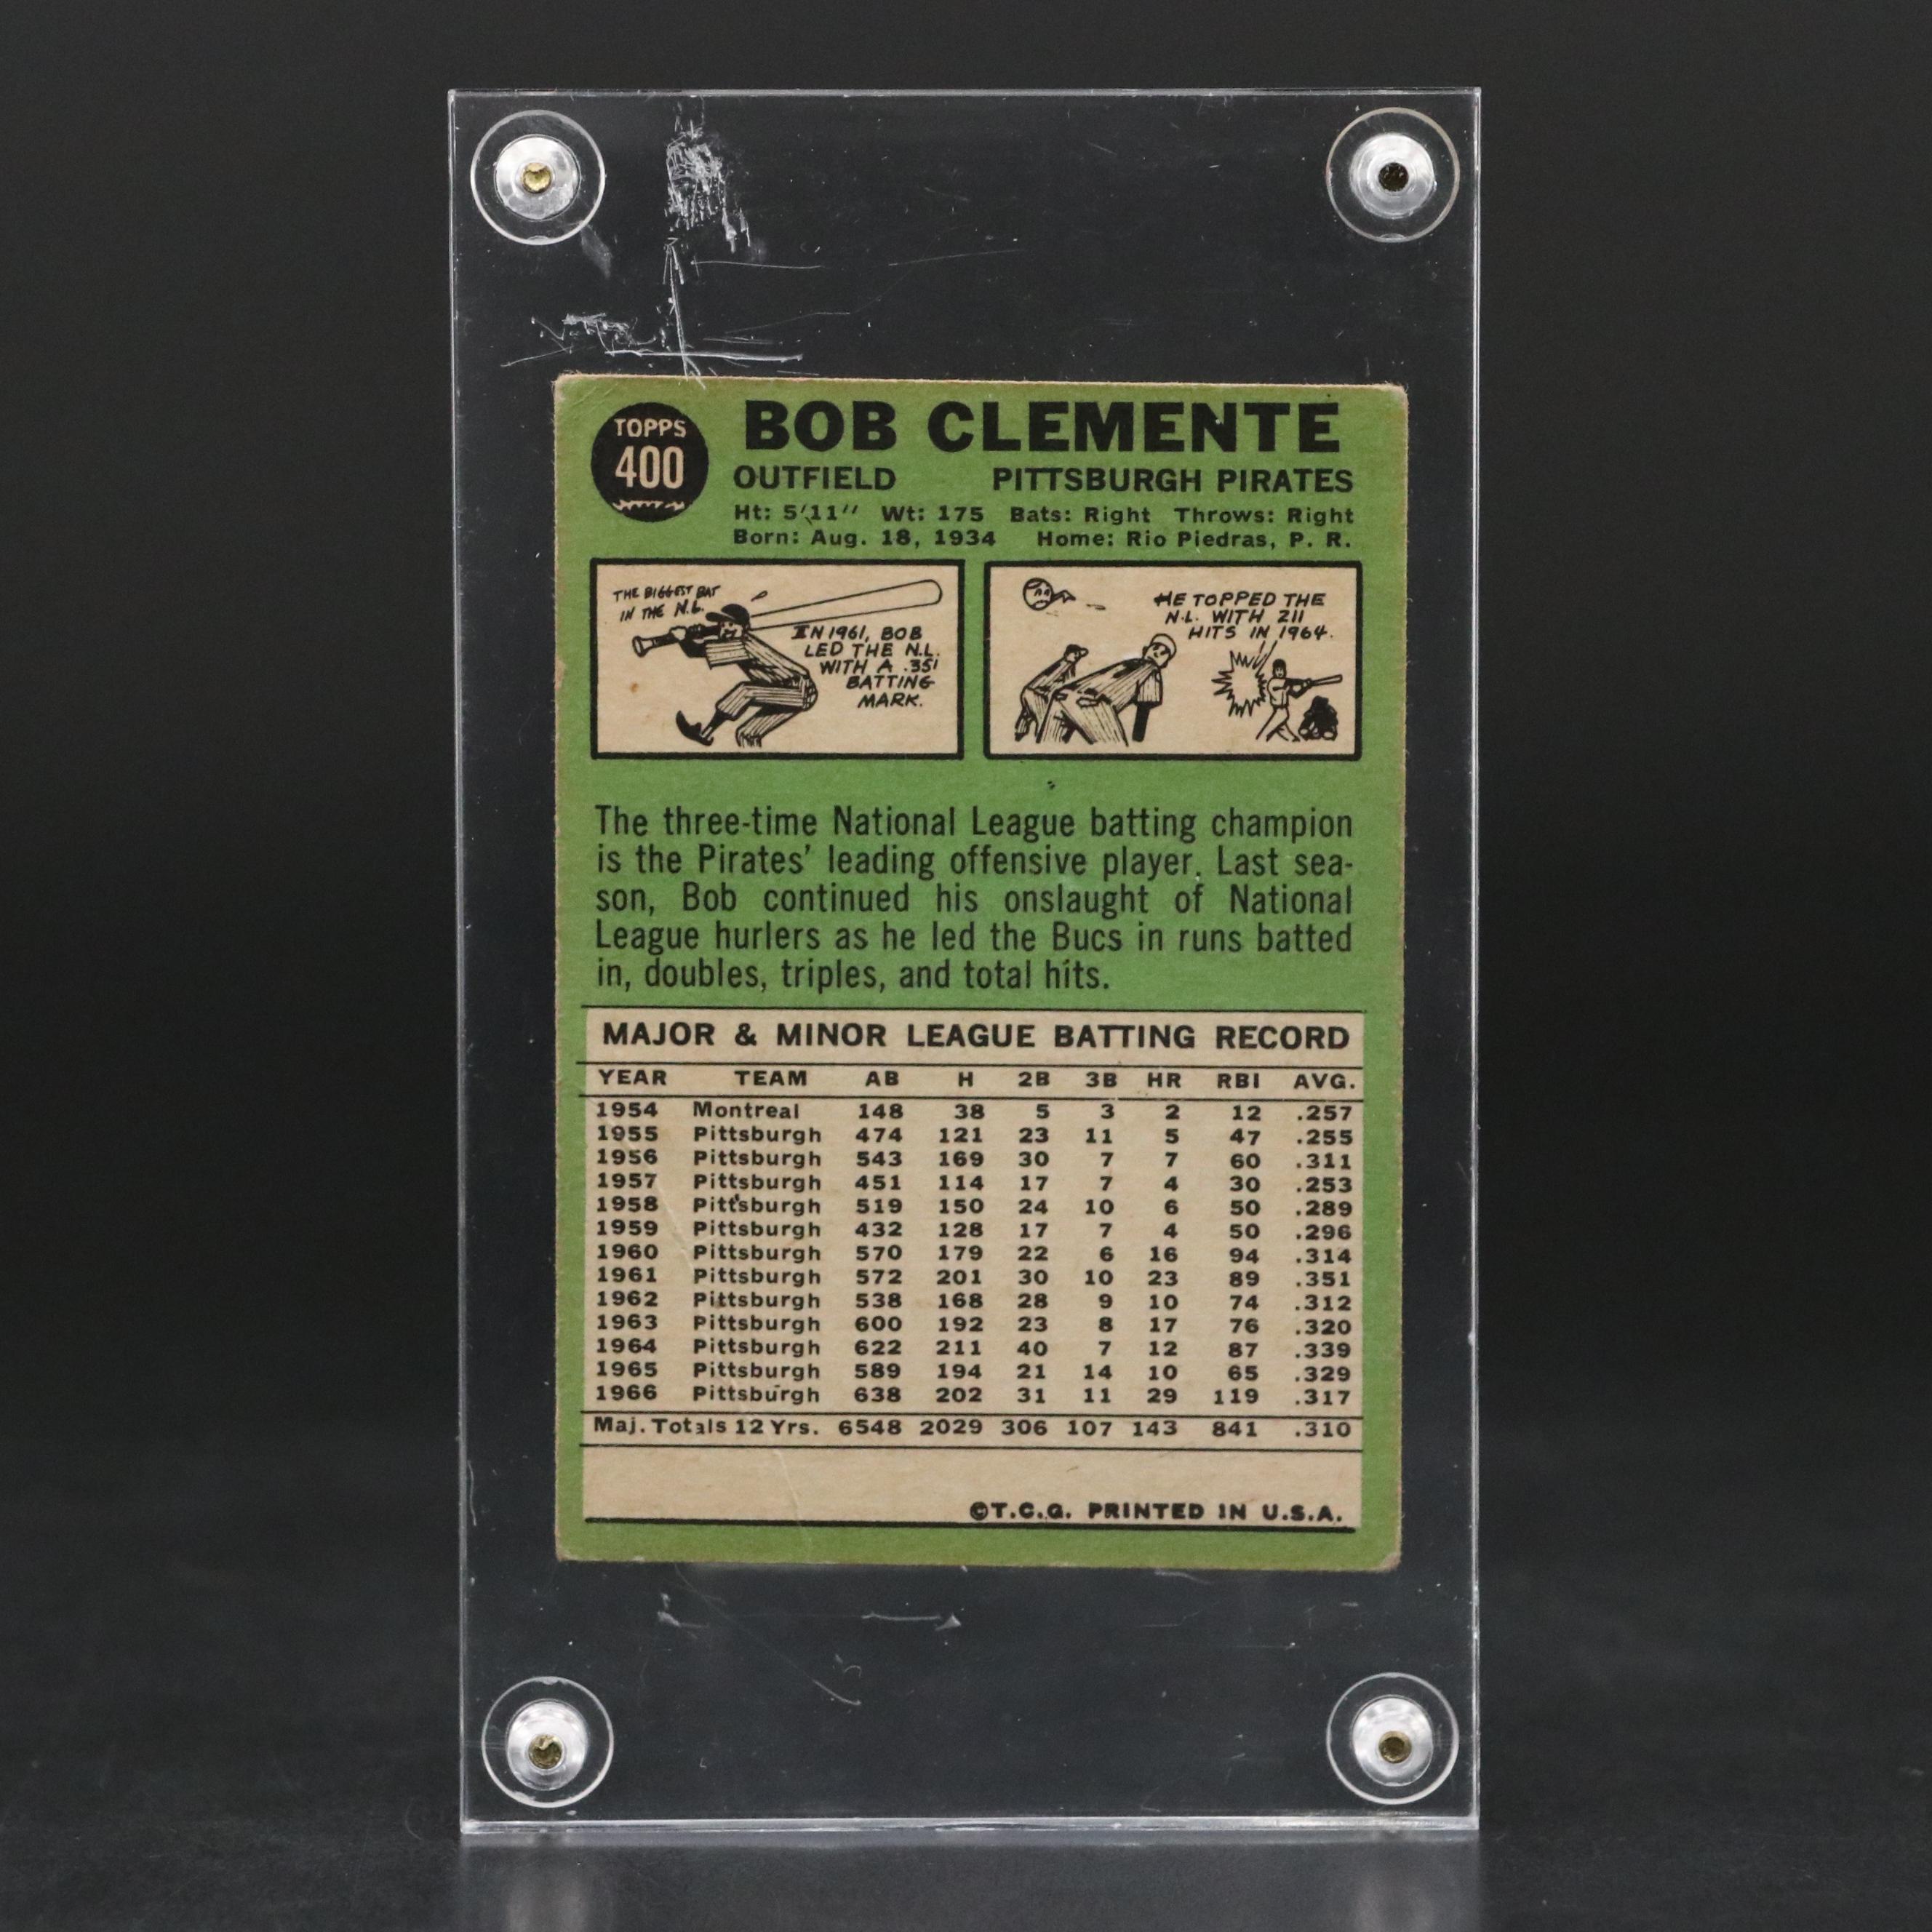 TOPPS
400
BOB CLEMENTE
OUTFIELD PITTSBURGH PIRATES
Ht: 5'11" Wt: 175 Bats: Right Throws: Right
Born: Aug. 18, 1934 Home: Rio Piedras, P. R.
THE BIGGEST BAT
IN THE N.L.
IN 1961, BOB
LED THE N.L.
WITH A .351
BATTING
MARK.
HE TOPPED THE
N.L. WITH 211
HITS IN 1964.
The three-time National League batting champion
is the Pirates' leading offensive player. Last sea-
son, Bob continued his onslaught of National
League hurlers as he led the Bucs in runs batted
in, doubles, triples, and total hits.
MAJOR & MINOR LEAGUE BATTING RECORD
YEAR TEAM AB H 2B 3B HR RBI AVG.
1954 Montreal 148 38 5 3 2 12 .257
1955 Pittsburgh 474 121 23 11 5 47 .255
1956 Pittsburgh 543 169 30 7 7 60 .311
1957 Pittsburgh 451 114 17 7 4 30 .253
1958 Pittsburgh 519 150 24 10 6 50 .289
1959 Pittsburgh 432 128 17 7 4 50 .296
1960 Pittsburgh 570 179 22 6 16 94 .314
1961 Pittsburgh 572 201 30 10 23 89 .351
1962 Pittsburgh 538 168 28 9 10 74 .312
1963 Pittsburgh 600 192 23 8 17 76 .320
1964 Pittsburgh 622 211 40 7 12 87 .339
1965 Pittsburgh 589 194 21 14 10 65 .329
1966 Pittsburgh 638 202 31 11 29 119 .317
Maj. Totals 12 Yrs. 6548 2029 306 107 143 841 .310
©T.C.G. PRINTED IN U.S.A.